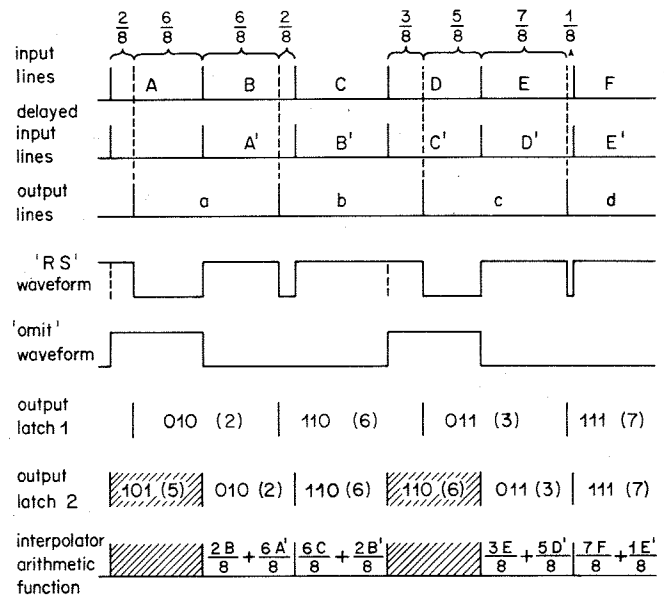 2/8 6/8 6/8 2/8 3/8 5/8 7/8 1/8
input lines A B C D E F
delayed input lines A' B' C' D' E'
output lines a b c d
'RS' waveform
'omit' waveform
output latch 1 010 (2) 110 (6) 011 (3) 111 (7)
output latch 2 101 (5) 010 (2) 110 (6) 110 (6) 011 (3) 111 (7)
interpolator arithmetic function 2B/8 + 6A'/8 6C/8 + 2B'/8 3E/8 + 5D'/8 7F/8 + 1E'/8